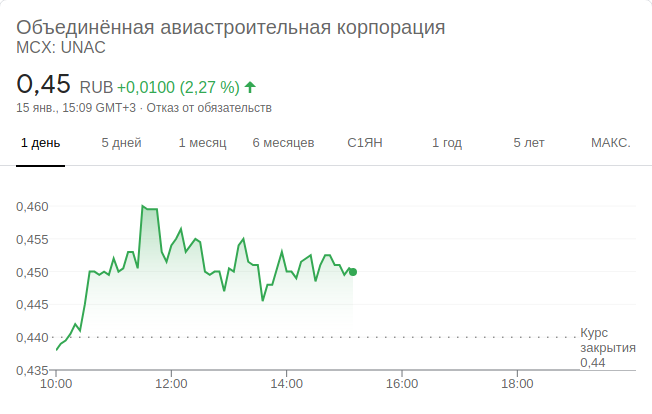 Объединённая авиастроительная корпорация
MCX: UNAC
0,45 RUB +0,0100 (2,27 %)
15 янв., 15:09 GMT+3 · Отказ от обязательств
1 день 5 дней 1 месяц 6 месяцев С1ЯН 1 год 5 лет МАКС.
0,460
0,455
0,450
0,445
0,440
0,435
Курс
закрытия
0,44
10:00 12:00 14:00 16:00 18:00